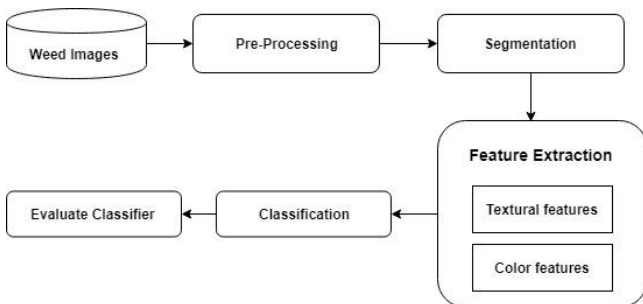 Weed Images
Pre-Processing
Segmentation
Feature Extraction
Textural features
Color features
Classification
Evaluate Classifier